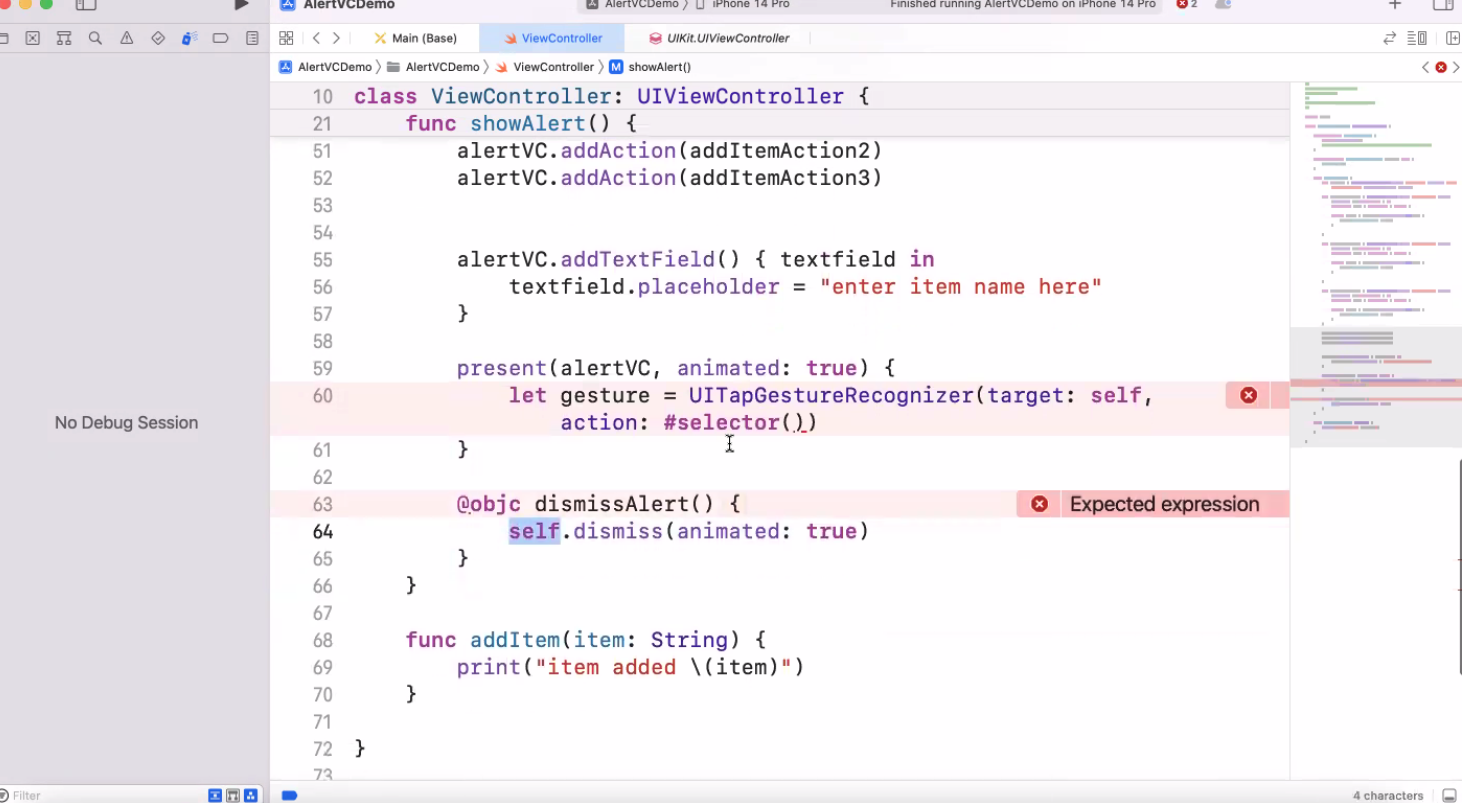 AlertVCDemo
AlertVCDemo 〉 iPhone 14 Pro
Finished running AlertVCDemo on iPhone 14 Pro
2
Main (Base)
ViewController
UIKit.UIViewController
AlertVCDemo 〉 AlertVCDemo 〉 ViewController 〉 M showAlert()
10 class ViewController: UIViewController {
21 func showAlert() {
51 alertVC.addAction(addItemAction2)
52 alertVC.addAction(addItemAction3)
53
54
55 alertVC.addTextField() { textfield in
56 textfield.placeholder = "enter item name here"
57 }
58
59 present(alertVC, animated: true) {
60 let gesture = UITapGestureRecognizer(target: self,
action: #selector())
61 }
62
63 @objc dismissAlert() { Expected expression
64 self.dismiss(animated: true)
65 }
66 }
67
68 func addItem(item: String) {
69 print("item added \(item)")
70 }
71
72 }
73
No Debug Session
Filter
4 characters